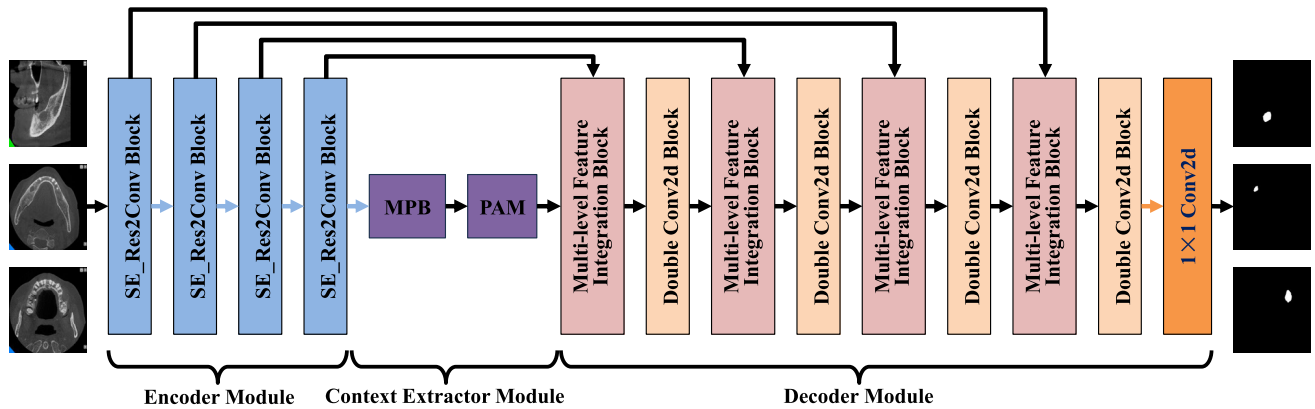 SE_Res2Conv Block
SE_Res2Conv Block
SE_Res2Conv Block
SE_Res2Conv Block
MPB
PAM
Multi-level Feature
Integration Block
Double Conv2d Block
Multi-level Feature
Integration Block
Double Conv2d Block
Multi-level Feature
Integration Block
Double Conv2d Block
Multi-level Feature
Integration Block
Double Conv2d Block
1×1 Conv2d
Encoder Module
Context Extractor Module
Decoder Module